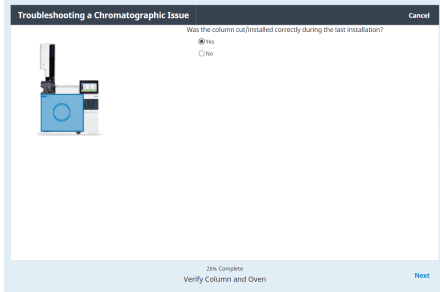 Troubleshooting a Chromatographic Issue
Cancel
Was the column cut/installed correctly during the last installation?
Yes
No
26% Complete
Verify Column and Oven
Next